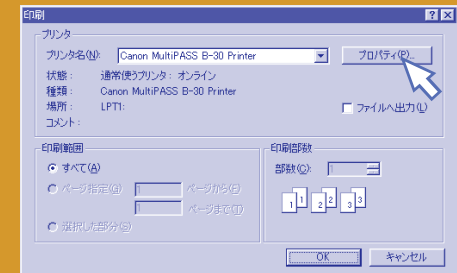 印刷
プリンタ
プリンタ名(N): Canon MultiPASS B-30 Printer プロパティ(P)...
状態: 通常使うプリンタ: オンライン
種類: Canon MultiPASS B-30 Printer
場所: LPT1: ファイルへ出力(L)
コメント:
印刷範囲
すべて(A)
ページ指定(G) 1 ページから(F)
1 ページまで(T)
選択した部分(S)
印刷部数
部数(C): 1
1 1 2 2 3 3
OK キャンセル